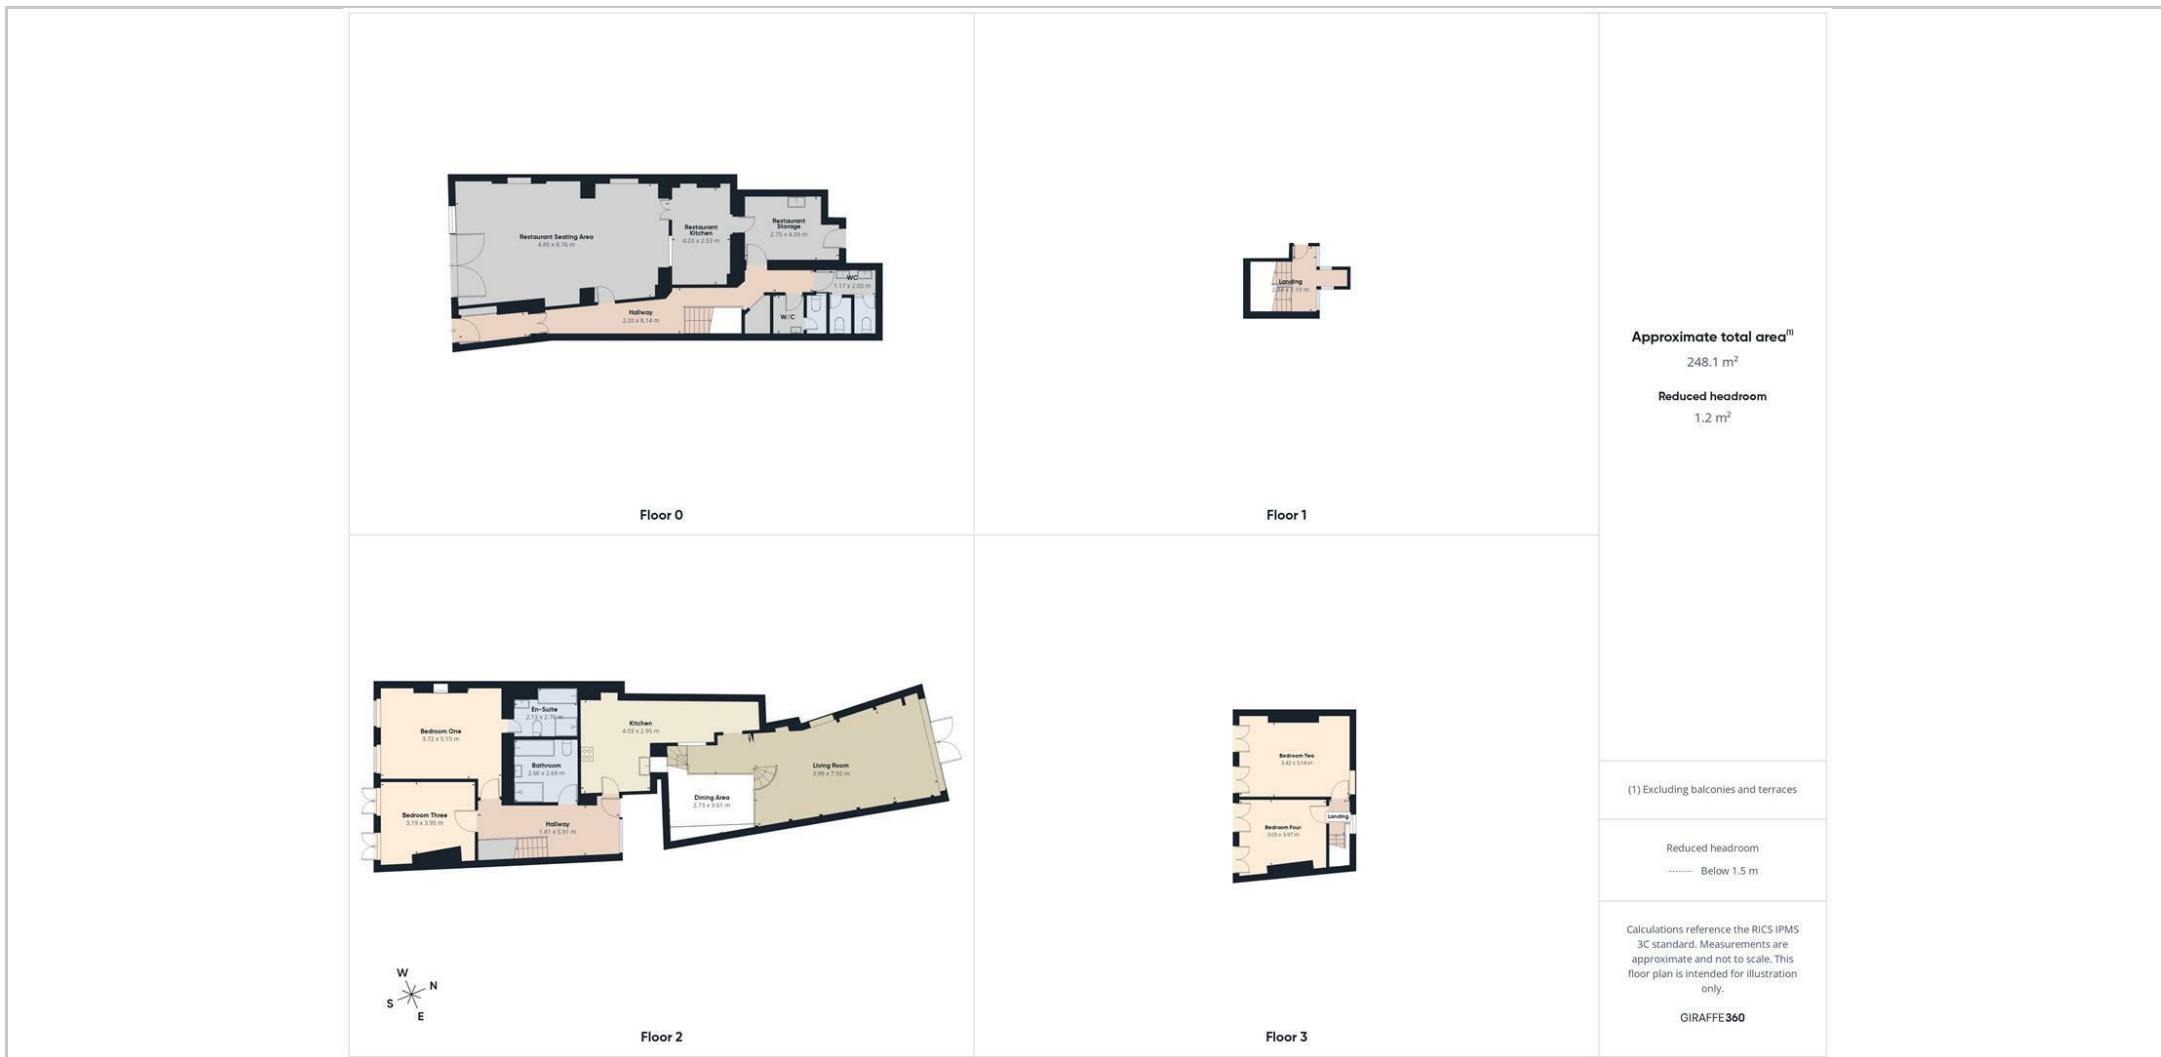 Restaurant Seating Area
4.85 x 8.76 m
Restaurant
Kitchen
4.03 x 2.53 m
Restaurant
Storage
2.75 x 4.09 m
WC
1.17 x 2.05 m
W/C
Hallway
2.20 x 8.14 m
Floor 0
Landing
Floor 1
Bedroom One
3.72 x 5.15 m
En-Suite
2.13 x 2.70 m
Kitchen
4.03 x 2.95 m
Bathroom
2.66 x 2.69 m
Living Room
3.99 x 7.92 m
Dining Area
2.73 x 3.61 m
Bedroom Three
3.19 x 3.95 m
Hallway
1.81 x 5.91 m
W
N
S
E
Floor 2
Bedroom Two
3.42 x 5.14 m
Landing
Bedroom Four
3.05 x 3.97 m
Floor 3
Approximate total area(1)
248.1 m²
Reduced headroom
1.2 m²
(1) Excluding balconies and terraces
Reduced headroom
Below 1.5 m
Calculations reference the RICS IPMS
3C standard. Measurements are
approximate and not to scale. This
floor plan is intended for illustration
only.
GIRAFFE360